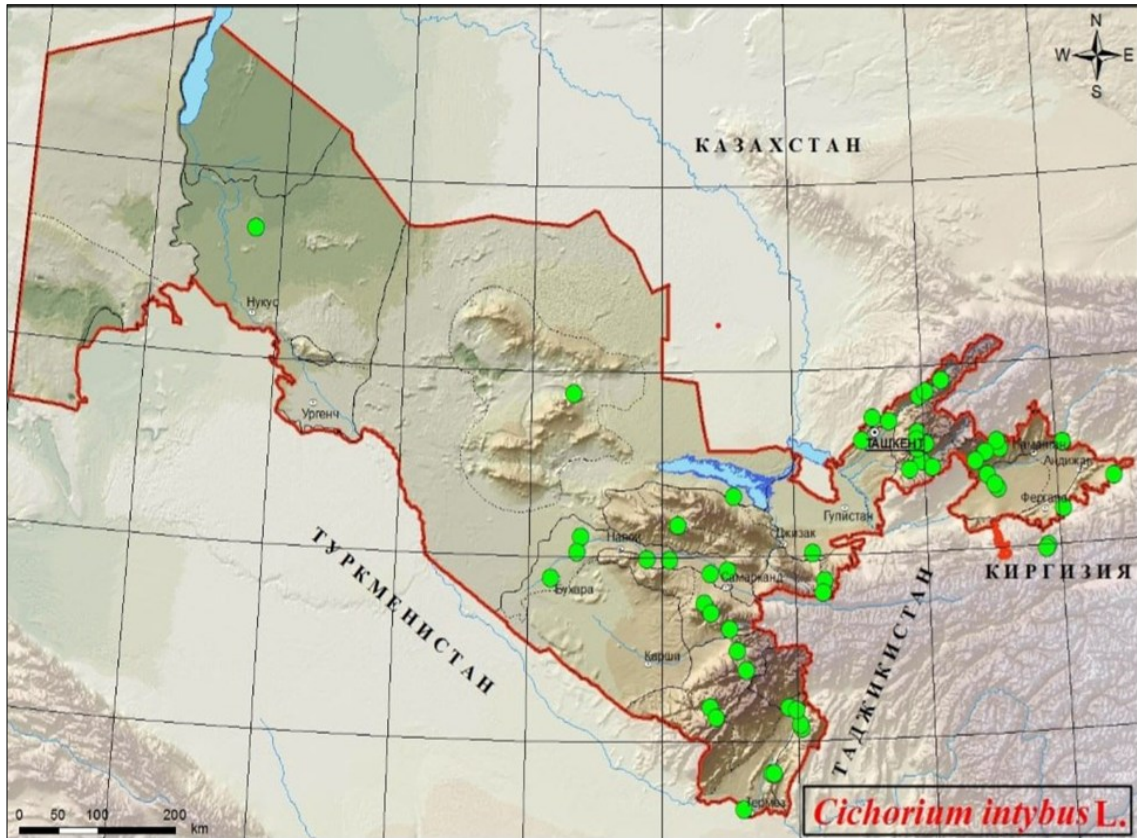 N
W E
S
КАЗАХСТАН
Нукус
Ургенч
ТАШКЕНТ
Наманган
Андижан
Фергана
Гулистан
Джизак
Навои
Самарканд
Бухара
КИРГИЗИЯ
ТУРКМЕНИСТАН
Карши
ТАДЖИКИСТАН
Термез
0 50 100 200
km
Cichorium intybus L.